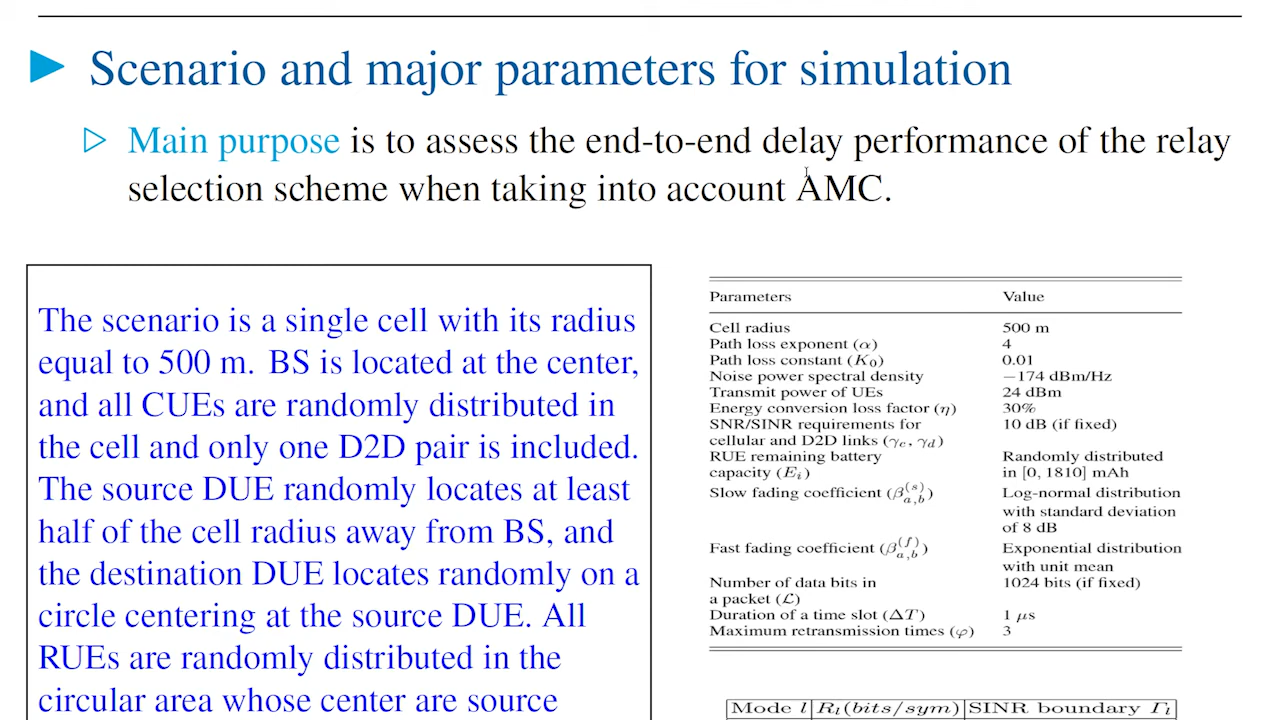 Scenario and major parameters for simulation
Main purpose is to assess the end-to-end delay performance of the relay
selection scheme when taking into account AMC.
The scenario is a single cell with its radius
equal to 500 m. BS is located at the center,
and all CUEs are randomly distributed in
the cell and only one D2D pair is included.
The source DUE randomly locates at least
half of the cell radius away from BS, and
the destination DUE locates randomly on a
circle centering at the source DUE. All
RUEs are randomly distributed in the
circular area whose center are source
Parameters Value
Cell radius 500 m
Path loss exponent (α) 4
Path loss constant (K₀) 0.01
Noise power spectral density −174 dBm/Hz
Transmit power of UEs 24 dBm
Energy conversion loss factor (η) 30%
SNR/SINR requirements for 10 dB (if fixed)
cellular and D2D links (γ_c, γ_d)
RUE remaining battery Randomly distributed
capacity (E_i) in [0, 1810] mAh
Slow fading coefficient (β_{a,b}^{(s)}) Log-normal distribution
with standard deviation
of 8 dB
Fast fading coefficient (β_{a,b}^{(f)}) Exponential distribution
with unit mean
Number of data bits in 1024 bits (if fixed)
a packet (ℒ)
Duration of a time slot (ΔT) 1 μs
Maximum retransmission times (φ) 3
Mode l R_l(bits/sym) SINR boundary Γ_l